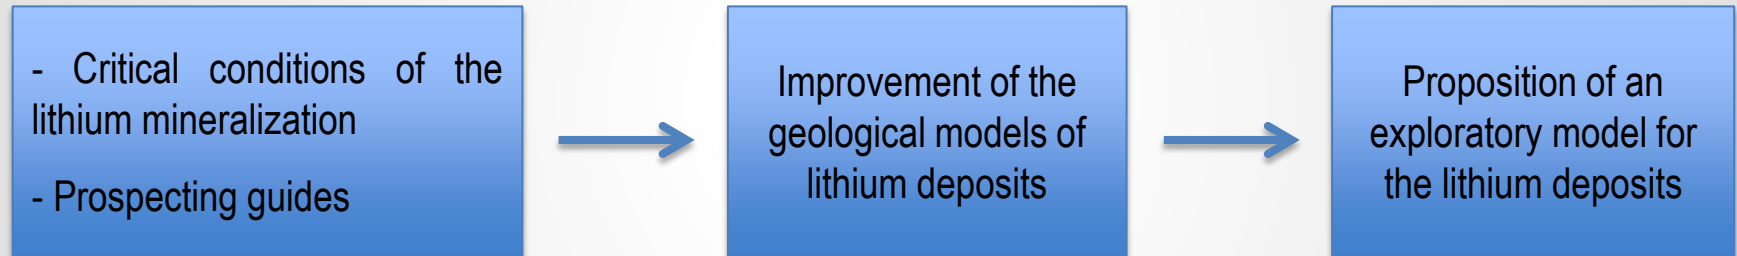 - Critical conditions of the
lithium mineralization
- Prospecting guides
Improvement of the
geological models of
lithium deposits
Proposition of an
exploratory model for
the lithium deposits